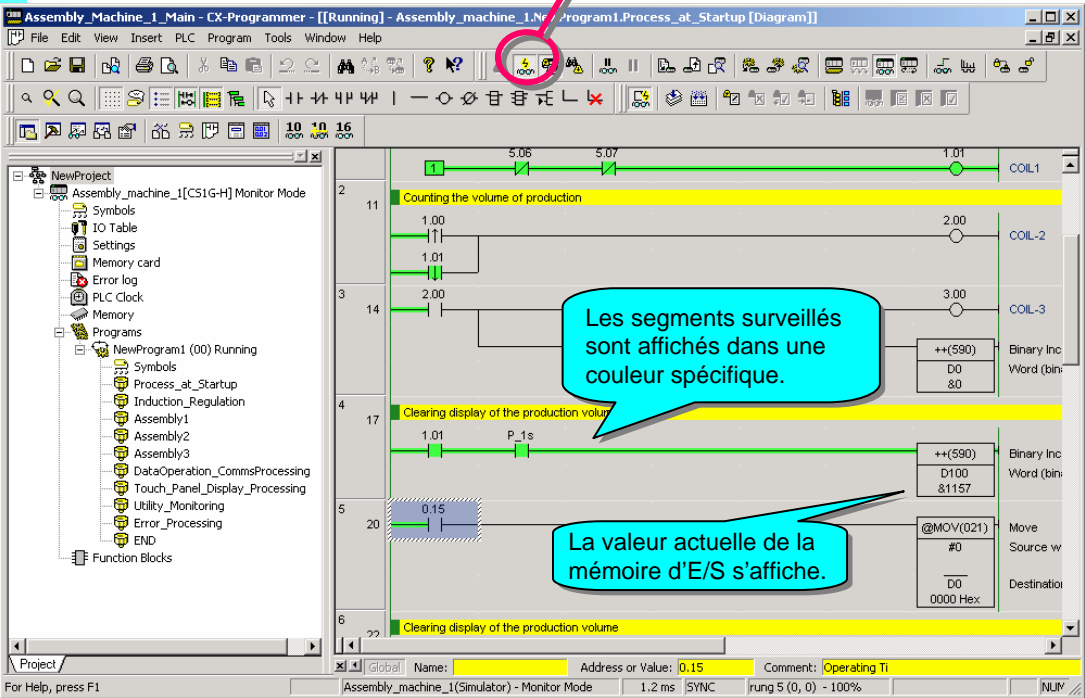 Assembly_Machine_1_Main - CX-Programmer - [[Running] - Assembly_machine_1.NewProgram1.Process_at_Startup [Diagram]]
File Edit View Insert PLC Program Tools Window Help
10 10 16
NewProject
Assembly_machine_1[CS1G-H] Monitor Mode
Symbols
IO Table
Settings
Memory card
Error log
PLC Clock
Memory
Programs
NewProgram1 (00) Running
Symbols
Process_at_Startup
Induction_Regulation
Assembly1
Assembly2
Assembly3
DataOperation_CommsProcessing
Touch_Panel_Display_Processing
Utility_Monitoring
Error_Processing
END
Function Blocks
Project
5.06 5.07 1.01
1 COIL1
2 11 Counting the volume of production
1.00 2.00
COIL-2
1.01
3 14 2.00 3.00
COIL-3
++(590) Binary Inc
D0 Word (bin
&0
Les segments surveillés
sont affichés dans une
couleur spécifique.
4 17 Clearing display of the production volum
1.01 P_1s
++(590) Binary Inc
D100 Word (bin
&1157
5 20 0.15
@MOV(021) Move
#0 Source w
D0 Destination
0000 Hex
La valeur actuelle de la
mémoire d’E/S s’affiche.
6 22 Clearing display of the production volume
Global Name: Address or Value: 0.15 Comment: Operating Ti
For Help, press F1 Assembly_machine_1(Simulator) - Monitor Mode 1.2 ms SYNC rung 5 (0, 0) - 100% NUM